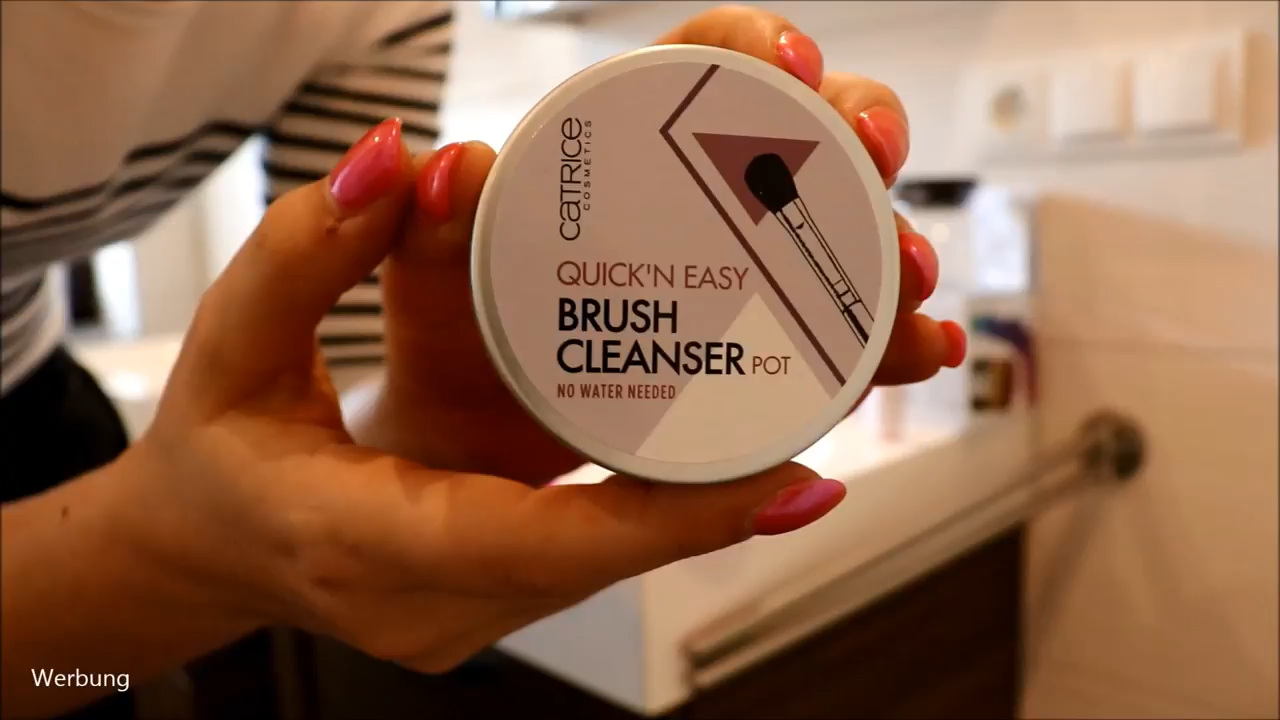 CATRICE
COSMETICS
QUICK'N EASY
BRUSH
CLEANSER POT
NO WATER NEEDED
Werbung